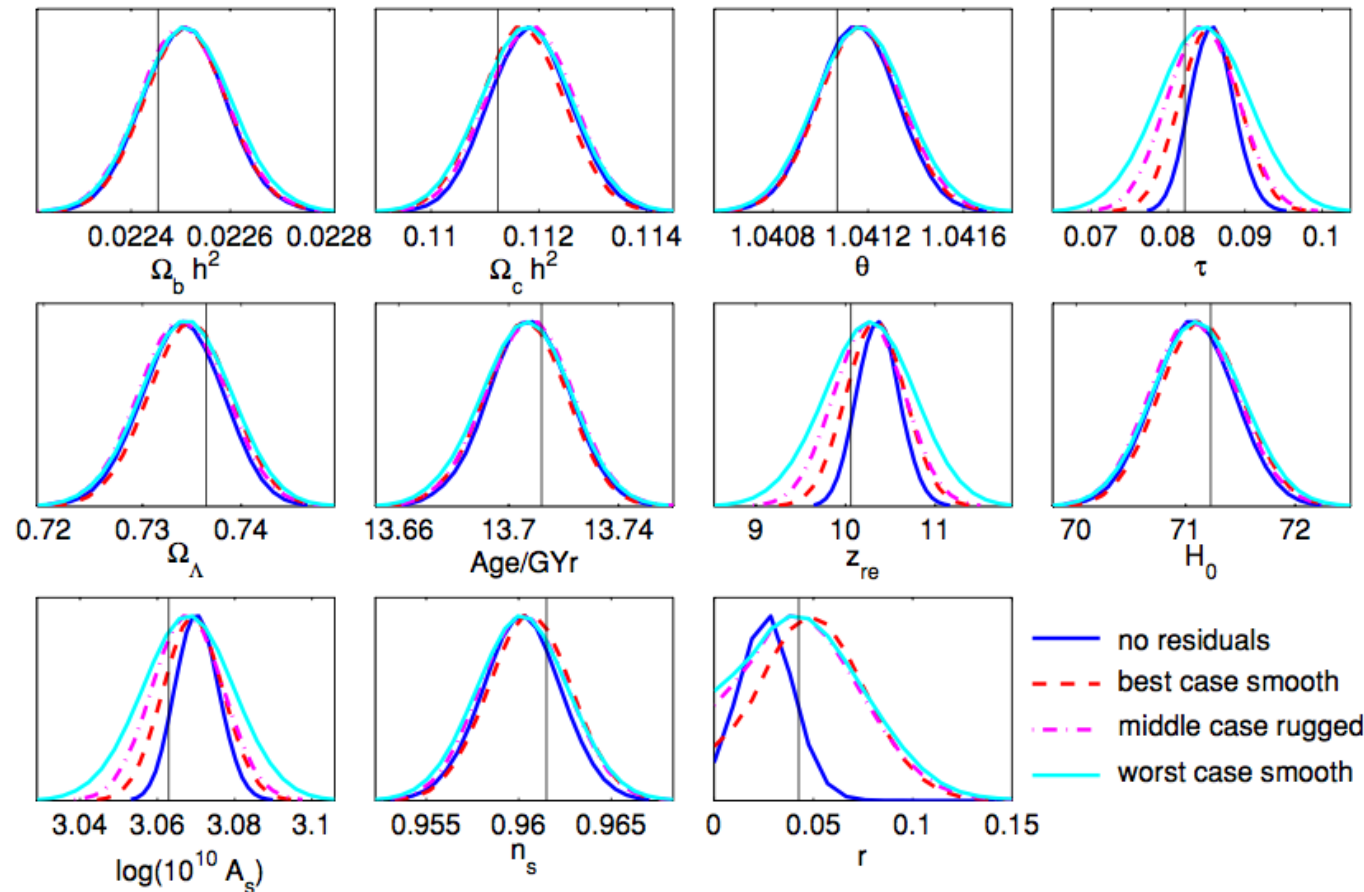 0.0224 0.0226 0.0228
Ω_b h^2
0.11 0.112 0.114
Ω_c h^2
1.0408 1.0412 1.0416
θ
0.07 0.08 0.09 0.1
τ
0.72 0.73 0.74
Ω_Λ
13.66 13.7 13.74
Age/GYr
9 10 11
z_re
70 71 72
H_0
3.04 3.06 3.08 3.1
log(10^10 A_s)
0.955 0.96 0.965
n_s
0 0.05 0.1 0.15
r
no residuals
best case smooth
middle case rugged
worst case smooth